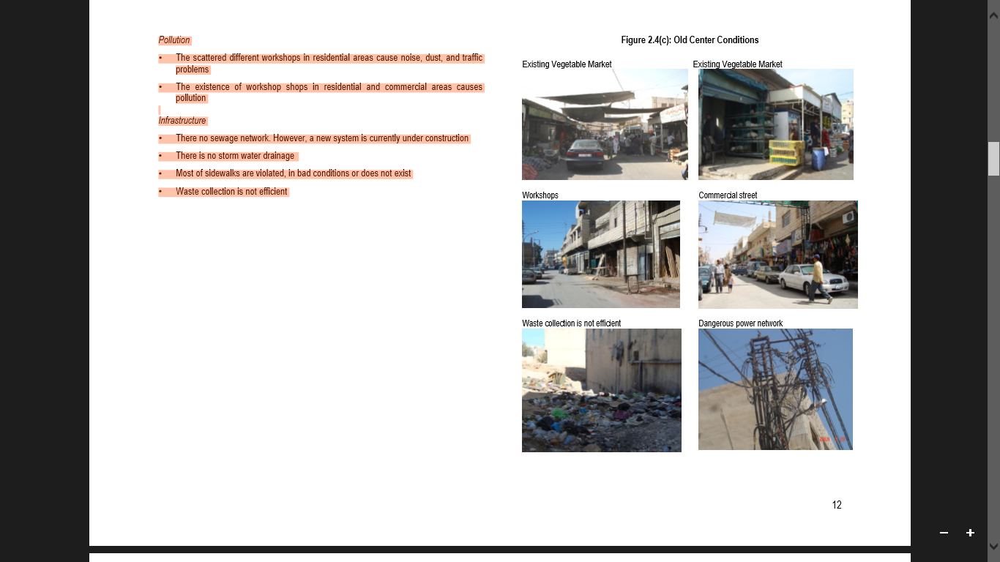 Pollution
• The scattered different workshops in residential areas cause noise, dust, and traffic
problems
• The existence of workshop shops in residential and commercial areas causes
pollution
Infrastructure
• There no sewage network. However, a new system is currently under construction
• There is no storm water drainage
• Most of sidewalks are violated, in bad conditions or does not exist
• Waste collection is not efficient
Figure 2.4(c): Old Center Conditions
Existing Vegetable Market
Existing Vegetable Market
Workshops
Commercial street
Waste collection is not efficient
Dangerous power network
12